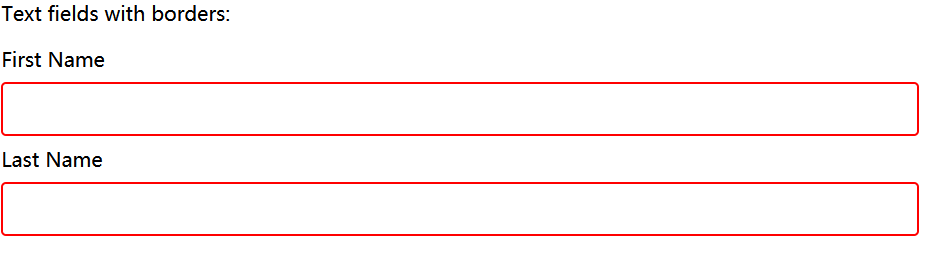 Text fields with borders:
First Name
Last Name